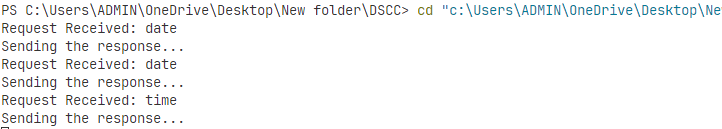 PS C:\Users\ADMIN\OneDrive\Desktop\New folder\DSCC> cd "c:\Users\ADMIN\OneDrive\Desktop\Ne
Request Received: date
Sending the response...
Request Received: date
Sending the response...
Request Received: time
Sending the response...